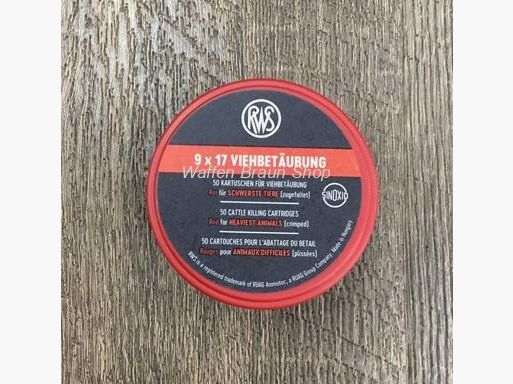 RWS
9 x 17 VIEHBETÄUBUNG
Waffen Braun Shop
50 KARTUSCHEN FÜR VIEHBETÄUBUNG
Rot für SCHWERSTE TIERE (zugefaltet)
SINOXID
50 CATTLE KILLING CARTRIDGES
Red for HEAVIEST ANIMALS (crimped)
50 CARTOUCHES POUR L'ABATTAGE DU BETAIL
Rouges pour ANIMAUX DIFFICILES (plissées)
RWS is a registered trademark of RUAG Ammotec, a RUAG Group Company, Made in Hungary